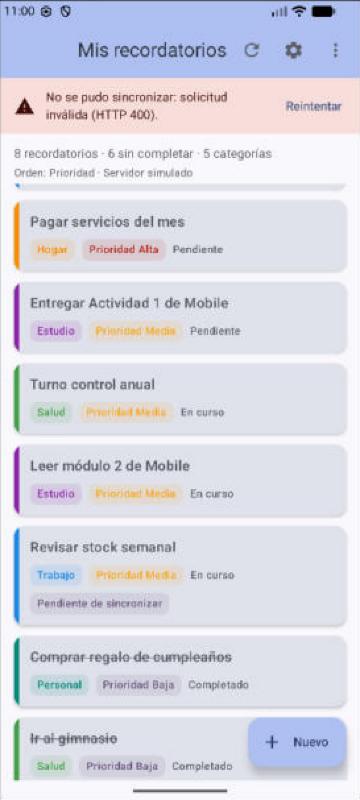 11:00
Mis recordatorios
No se pudo sincronizar: solicitud
inválida (HTTP 400).
Reintentar
8 recordatorios · 6 sin completar · 5 categorías
Orden: Prioridad · Servidor simulado
Pagar servicios del mes
Hogar Prioridad Alta Pendiente
Entregar Actividad 1 de Mobile
Estudio Prioridad Media Pendiente
Turno control anual
Salud Prioridad Media En curso
Leer módulo 2 de Mobile
Estudio Prioridad Media En curso
Revisar stock semanal
Trabajo Prioridad Media En curso
Pendiente de sincronizar
Comprar regalo de cumpleaños
Personal Prioridad Baja Completado
Ir al gimnasio
Salud Prioridad Baja Completado
+ Nuevo